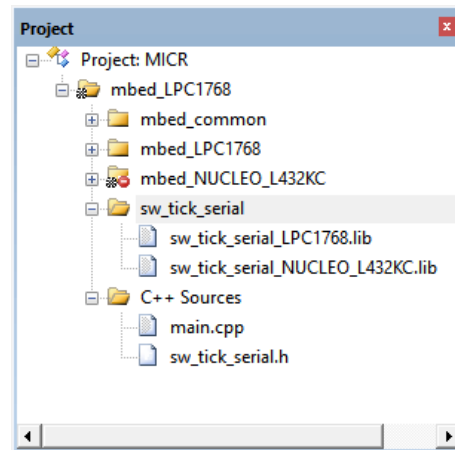 Project
Project: MICR
mbed_LPC1768
mbed_common
mbed_LPC1768
mbed_NUCLEO_L432KC
sw_tick_serial
sw_tick_serial_LPC1768.lib
sw_tick_serial_NUCLEO_L432KC.lib
C++ Sources
main.cpp
sw_tick_serial.h